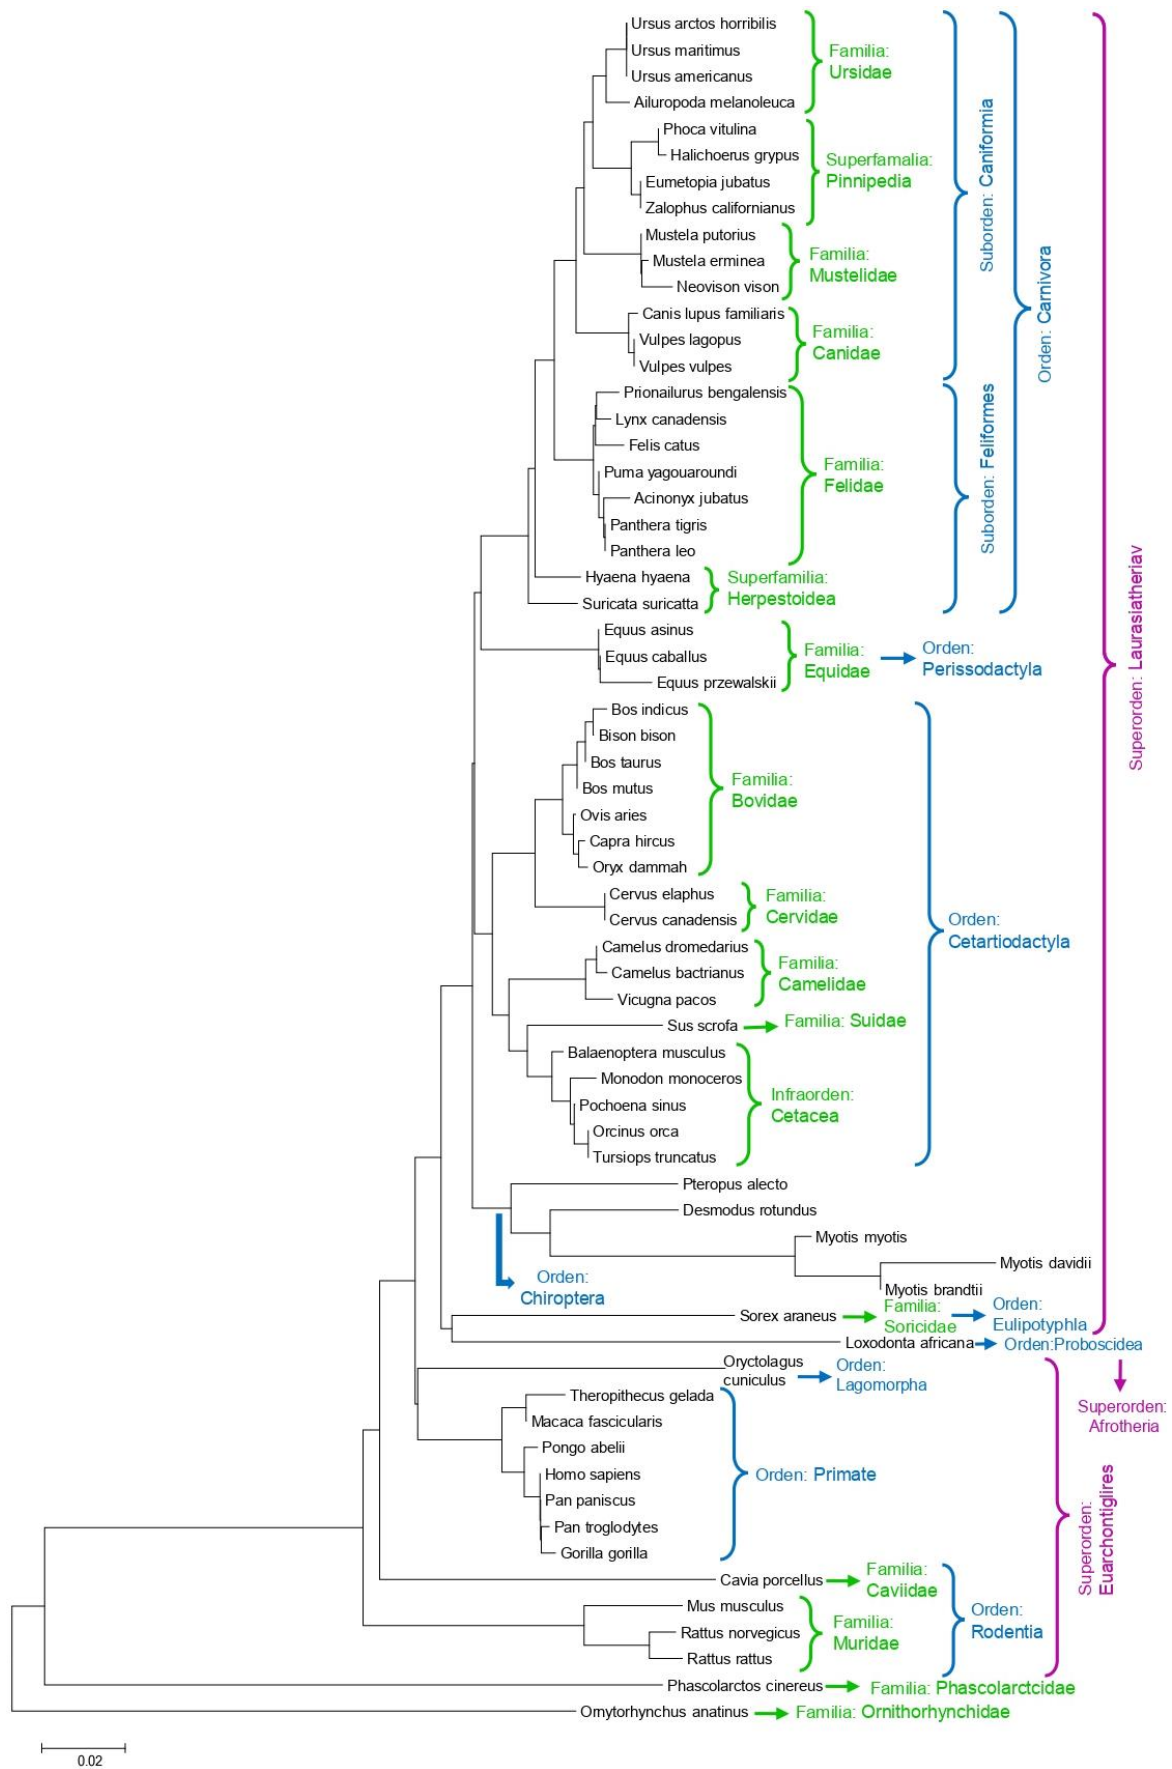 Ursus arctos horribilis
Ursus maritimus
Ursus americanus
Ailuropoda melanoleuca
Familia:
Ursidae
Phoca vitulina
Halichoerus grypus
Eumetopia jubatus
Zalophus californianus
Superfamalia:
Pinnipedia
Mustela putorius
Mustela erminea
Neovison vison
Familia:
Mustelidae
Canis lupus familiaris
Vulpes lagopus
Vulpes vulpes
Familia:
Canidae
Suborden: Caniformia
Prionailurus bengalensis
Lynx canadensis
Felis catus
Puma yagouaroundi
Acinonyx jubatus
Panthera tigris
Panthera leo
Familia:
Felidae
Hyaena hyaena
Suricata suricatta
Superfamilia:
Herpestoidea
Suborden: Feliformes
Orden: Carnivora
Equus asinus
Equus caballus
Equus przewalskii
Familia:
Equidae
Orden:
Perissodactyla
Bos indicus
Bison bison
Bos taurus
Bos mutus
Ovis aries
Capra hircus
Oryx dammah
Familia:
Bovidae
Cervus elaphus
Cervus canadensis
Familia:
Cervidae
Camelus dromedarius
Camelus bactrianus
Vicugna pacos
Familia:
Camelidae
Sus scrofa
Familia: Suidae
Balaenoptera musculus
Monodon monoceros
Pochoena sinus
Orcinus orca
Tursiops truncatus
Infraorden:
Cetacea
Orden:
Cetartiodactyla
Pteropus alecto
Desmodus rotundus
Myotis myotis
Myotis davidii
Myotis brandtii
Orden:
Chiroptera
Sorex araneus
Familia:
Soricidae
Orden:
Eulipotyphla
Superorden: Laurasiatheriav
Loxodonta africana
Orden:Proboscidea
Superorden:
Afrotheria
Oryctolagus
cuniculus
Orden:
Lagomorpha
Theropithecus gelada
Macaca fascicularis
Pongo abelii
Homo sapiens
Pan paniscus
Pan troglodytes
Gorilla gorilla
Orden: Primate
Cavia porcellus
Familia:
Caviidae
Mus musculus
Rattus norvegicus
Rattus rattus
Familia:
Muridae
Orden:
Rodentia
Superorden:
Euarchontiglires
Phascolarctos cinereus
Familia: Phascolarctcidae
Ornytorhynchus anatinus
Familia: Ornithorhynchidae
0.02